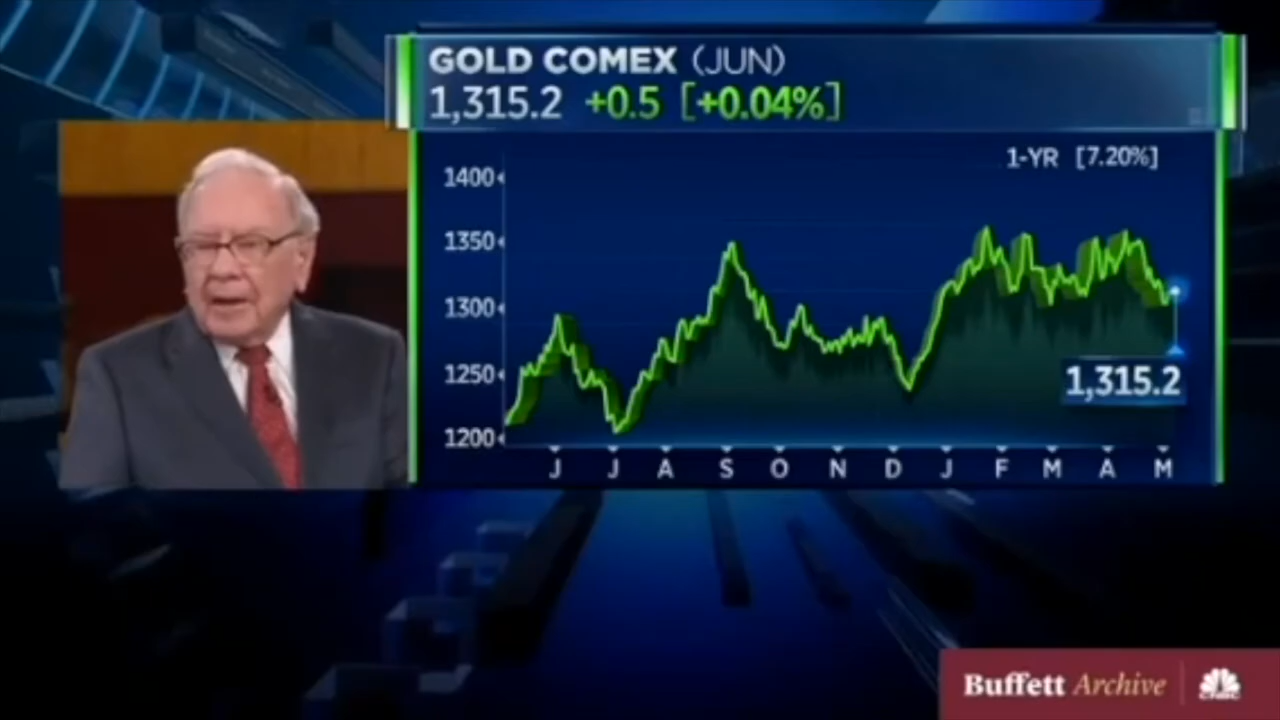 GOLD COMEX (JUN)
1,315.2 +0.5 [+0.04%]
1-YR [7.20%]
1400
1350
1300
1250
1200
1,315.2
J J A S O N D J F M A M
Buffett Archive
CNBC